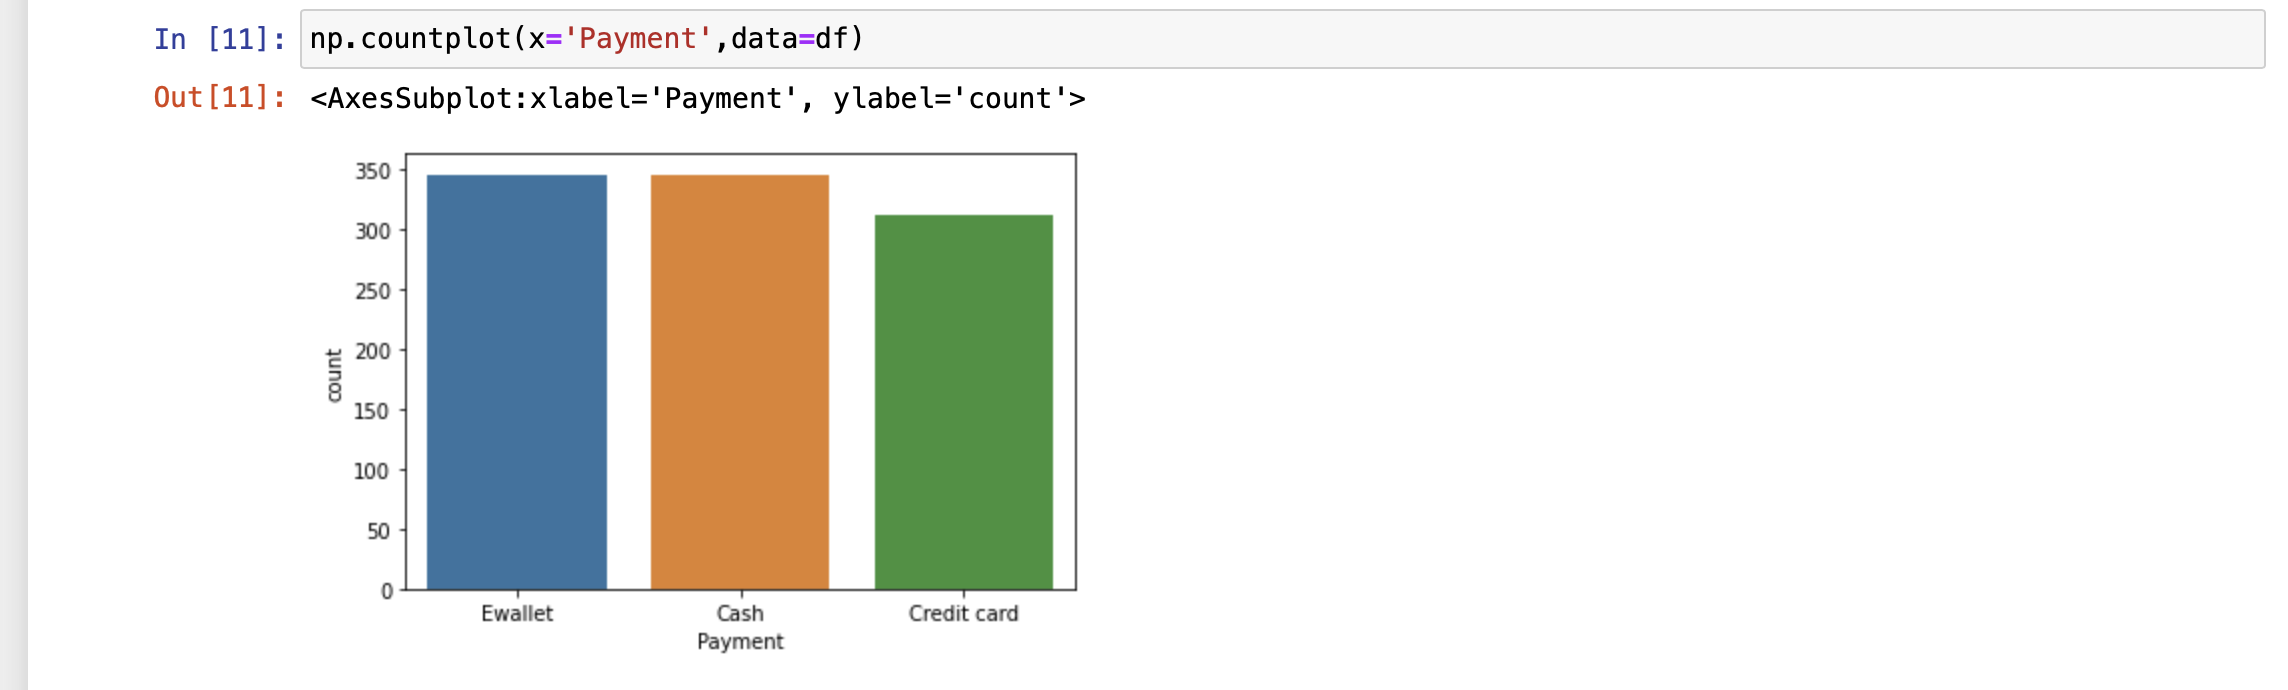 In [11]: np.countplot(x='Payment',data=df)
Out[11]: <AxesSubplot:xlabel='Payment', ylabel='count'>
350
300
250
200
150
100
50
0
count
Ewallet Cash Credit card
Payment